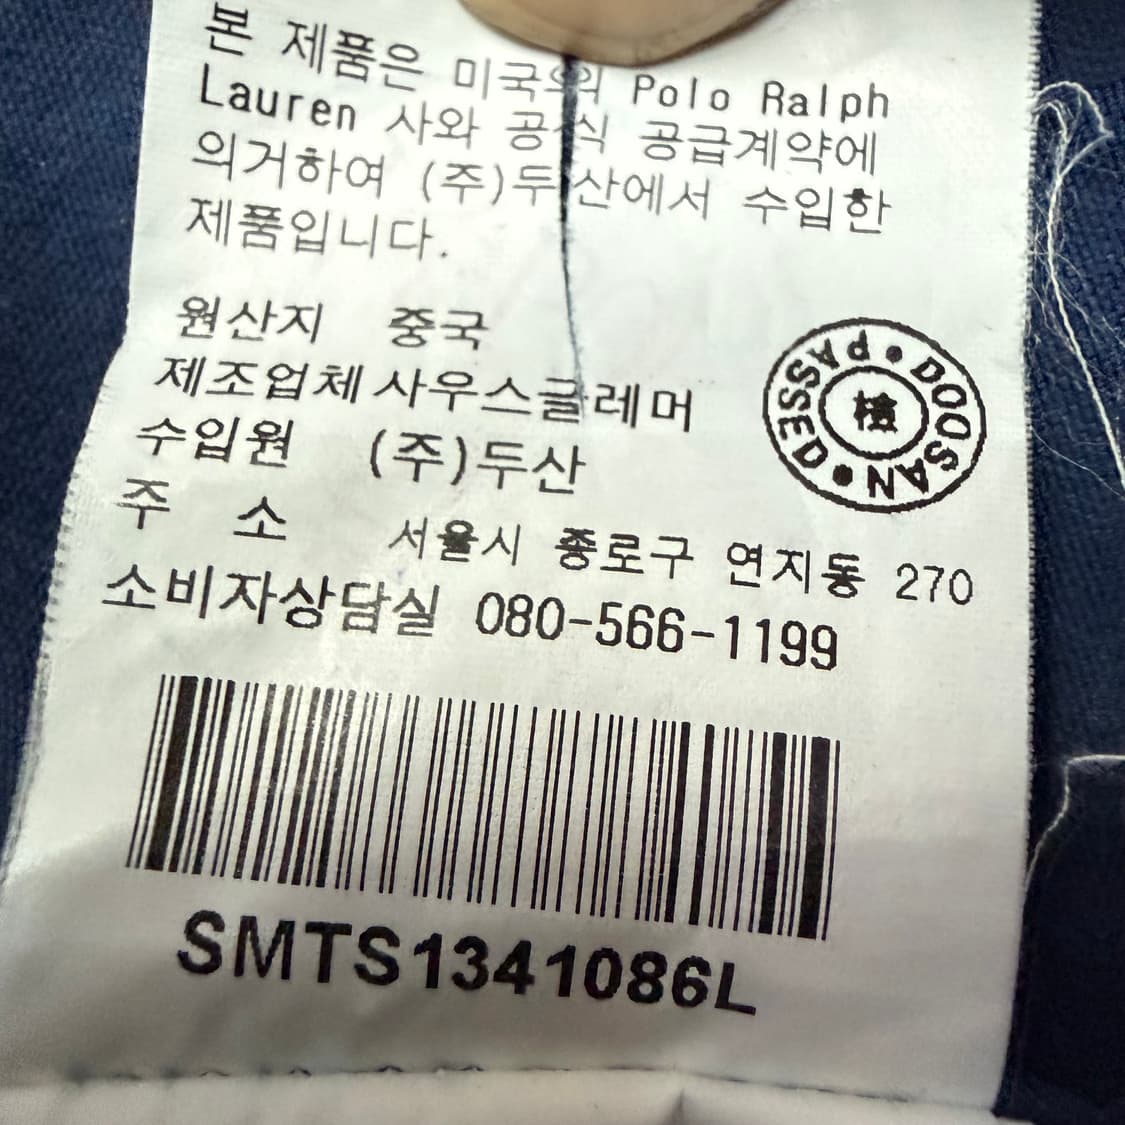 본 제품은 미국의 Polo Ralph
Lauren 사와 공식 공급계약에
의거하여 (주)두산에서 수입한
제품입니다.
원산지 중국
제조업체 사우스글레머
수입원 (주)두산
주 소 서울시 종로구 연지동 270
소비자상담실 080-566-1199
DOOSAN • PASSED •
檢
SMTS1341086L